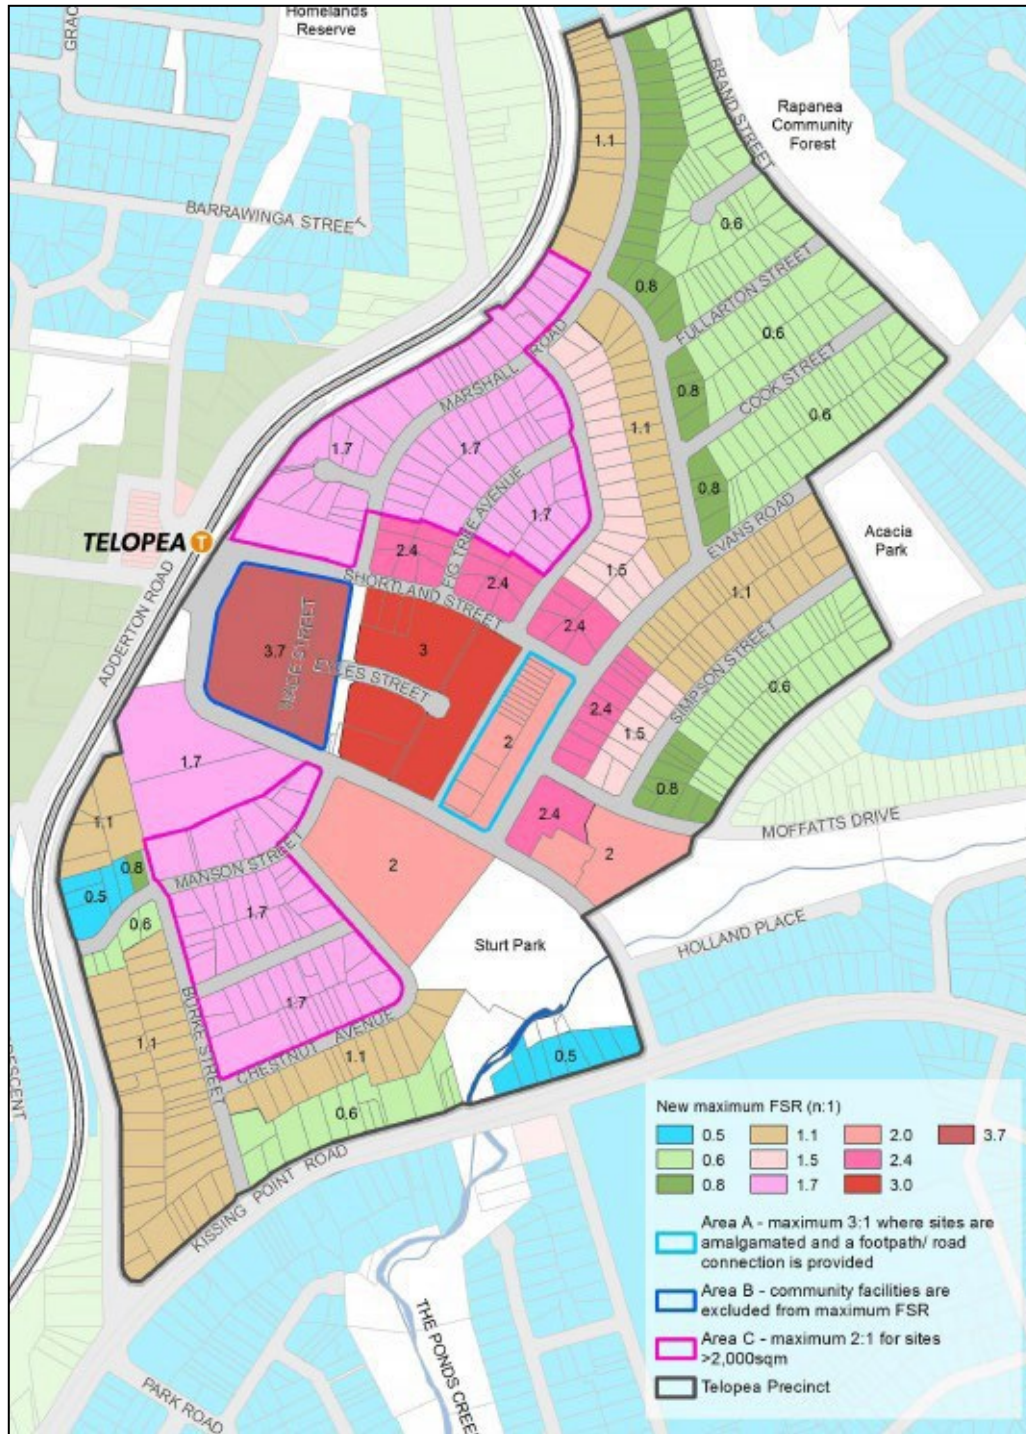 Homelands
Reserve
GRAC
BRAND STREET
Rapanea
Community
Forest
1.1
BARRAWINGA STREET
0.6
0.8
FULLARTON STREET
0.6
MARSHALL ROAD
0.8
COOK STREET
0.6
1.1
1.7
1.7
0.8
FIG TREE AVENUE
1.7
EVANS ROAD
Acacia
Park
TELOPEA T
2.4
1.5
SHORTLAND STREET
2.4
1.1
ADDERTON ROAD
2.4
3.7
WADE STREET
3
EYLES STREET
SIMPSON STREET
0.6
2.4
1.5
2
1.7
0.8
2.4
MOFFATTS DRIVE
1.1
0.8
MANSON STREET
2
2
0.5
0.6
1.7
Sturt Park
HOLLAND PLACE
1.7
BURKE STREET
CHESTNUT AVENUE
1.1
1.1
0.5
RESCENT
0.6
KISSING POINT ROAD
THE PONDS CREE
PARK ROAD
New maximum FSR (n:1)
0.5 1.1 2.0 3.7
0.6 1.5 2.4
0.8 1.7 3.0
Area A - maximum 3:1 where sites are
amalgamated and a footpath/ road
connection is provided
Area B - community facilities are
excluded from maximum FSR
Area C - maximum 2:1 for sites
>2,000sqm
Telopea Precinct